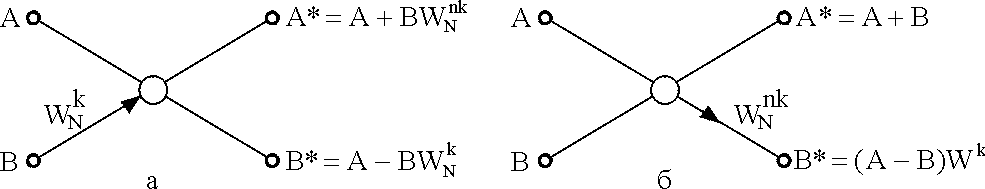 A A* = A + BW_N^{nk} A A* = A + B
W_N^k W_N^{nk}
B B* = A − BW_N^k B B* = (A − B)W^k
а б